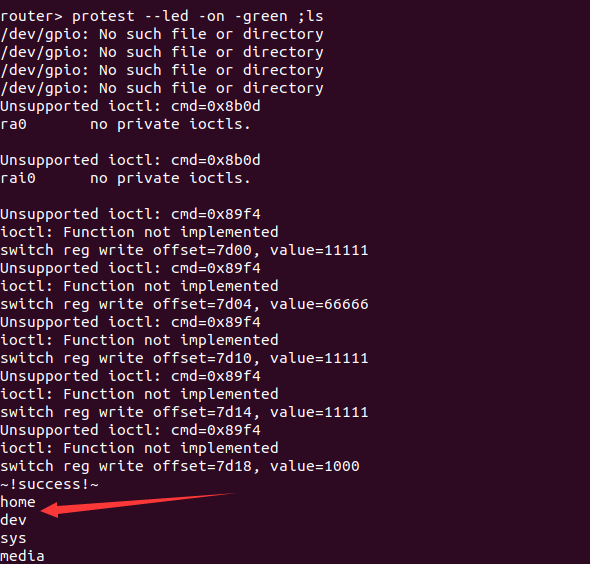 router> protest --led -on -green ;ls
/dev/gpio: No such file or directory
/dev/gpio: No such file or directory
/dev/gpio: No such file or directory
/dev/gpio: No such file or directory
Unsupported ioctl: cmd=0x8b0d
ra0       no private ioctls.

Unsupported ioctl: cmd=0x8b0d
rai0      no private ioctls.

Unsupported ioctl: cmd=0x89f4
ioctl: Function not implemented
switch reg write offset=7d00, value=11111
Unsupported ioctl: cmd=0x89f4
ioctl: Function not implemented
switch reg write offset=7d04, value=66666
Unsupported ioctl: cmd=0x89f4
ioctl: Function not implemented
switch reg write offset=7d10, value=11111
Unsupported ioctl: cmd=0x89f4
ioctl: Function not implemented
switch reg write offset=7d14, value=11111
Unsupported ioctl: cmd=0x89f4
ioctl: Function not implemented
switch reg write offset=7d18, value=1000
~!success!~
home
dev
sys
media